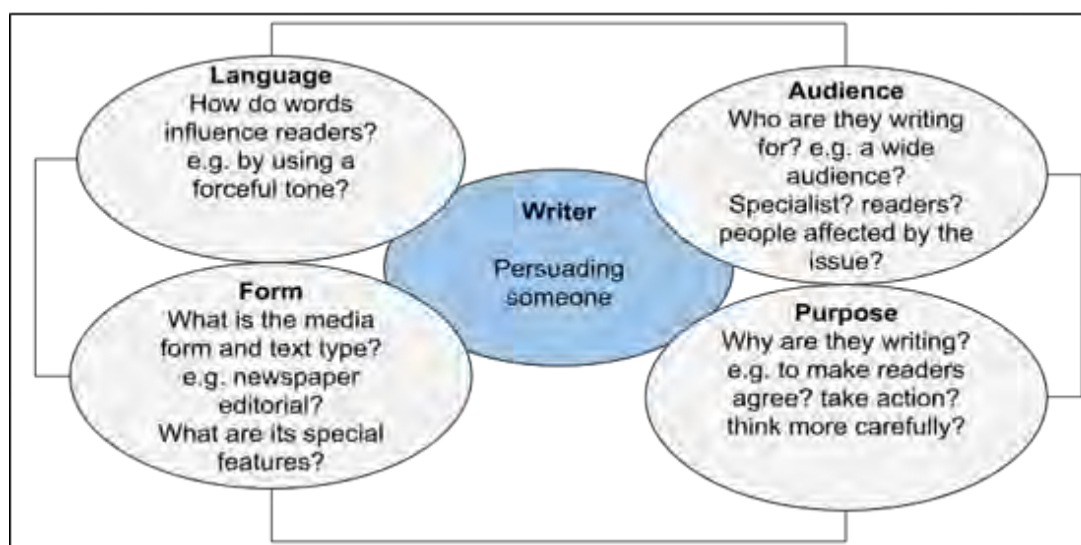 Language
How do words
influence readers?
e.g. by using a
forceful tone?
Audience
Who are they writing
for? e.g. a wide
audience?
Specialist? readers?
people affected by the
issue?
Writer
Persuading
someone
Form
What is the media
form and text type?
e.g. newspaper
editorial?
What are its special
features?
Purpose
Why are they writing?
e.g. to make readers
agree? take action?
think more carefully?